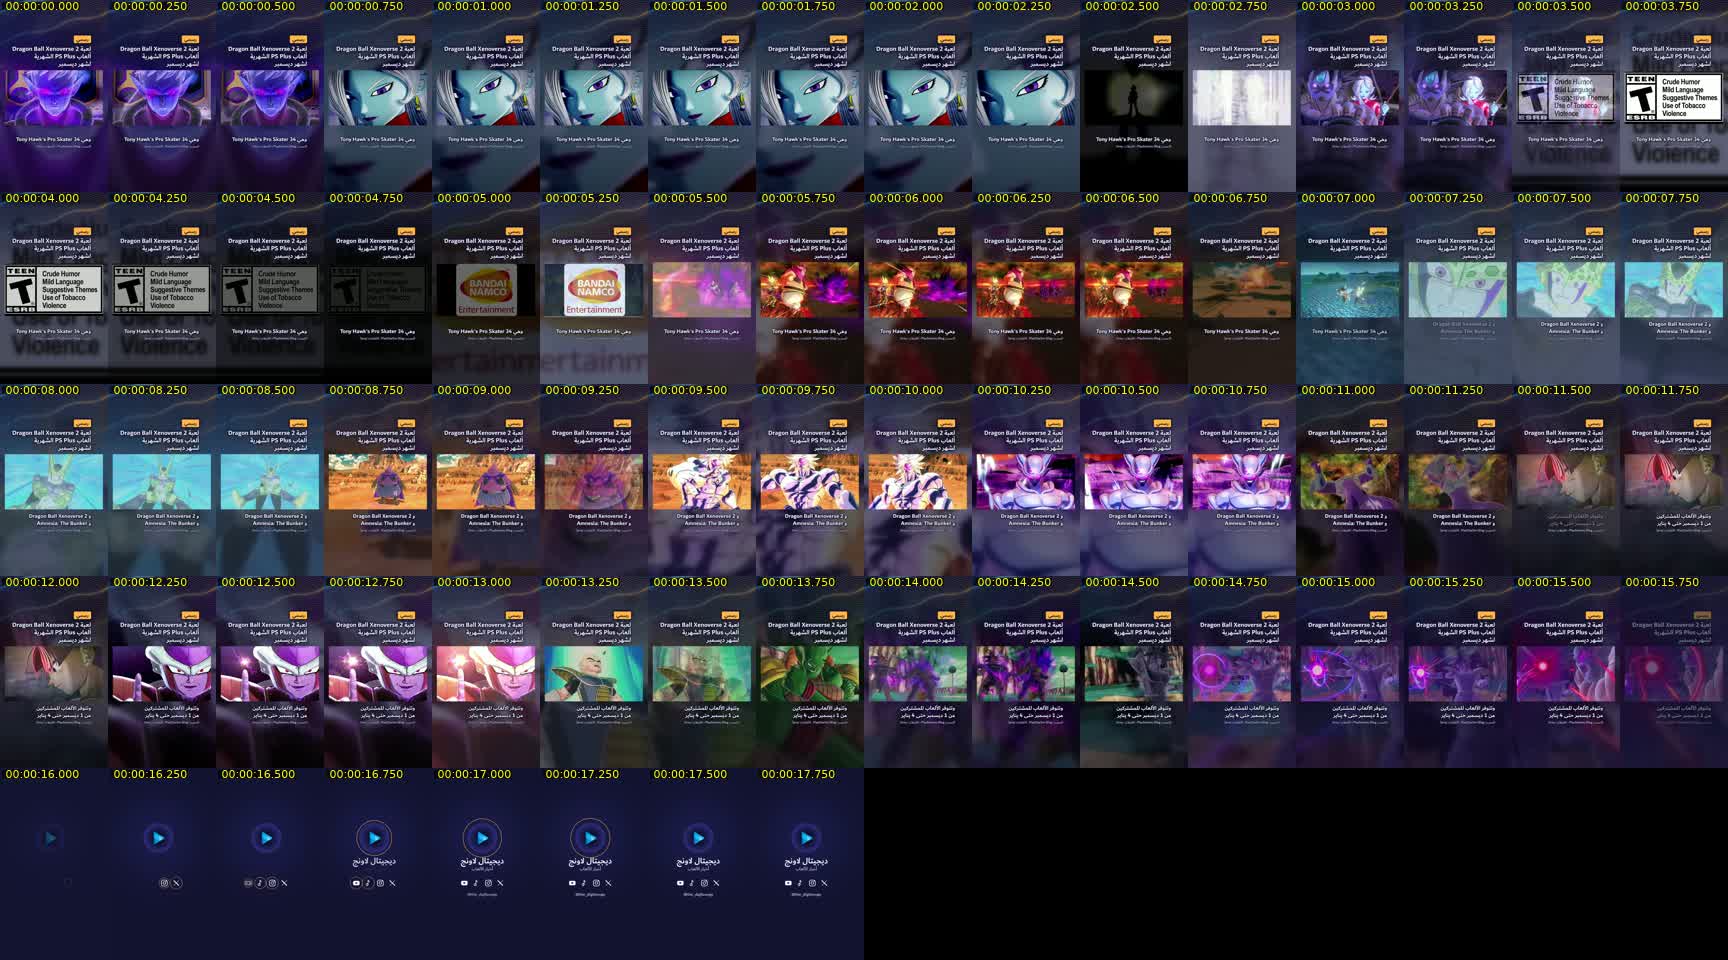 00:00:00.000 00:00:00.250 00:00:00.500 00:00:00.750 00:00:01.000 00:00:01.250 00:00:01.500 00:00:01.750 00:00:02.000 00:00:02.250 00:00:02.500 00:00:02.750 00:00:03.000 00:00:03.250 00:00:03.500 00:00:03.750
رسمي
لعبة Dragon Ball Xenoverse 2
ألعاب PS Plus الشهرية
لشهر ديسمبر
TEEN
T
ESRB
Crude Humor
Mild Language
Suggestive Themes
Use of Tobacco
Violence
وهي Tony Hawk's Pro Skater 34
00:00:04.000 00:00:04.250 00:00:04.500 00:00:04.750 00:00:05.000 00:00:05.250 00:00:05.500 00:00:05.750 00:00:06.000 00:00:06.250 00:00:06.500 00:00:06.750 00:00:07.000 00:00:07.250 00:00:07.500 00:00:07.750
BANDAI
NAMCO
Entertainment
و Dragon Ball Xenoverse 2
و Amnesia: The Bunker
00:00:08.000 00:00:08.250 00:00:08.500 00:00:08.750 00:00:09.000 00:00:09.250 00:00:09.500 00:00:09.750 00:00:10.000 00:00:10.250 00:00:10.500 00:00:10.750 00:00:11.000 00:00:11.250 00:00:11.500 00:00:11.750
وتتوفر الألعاب للمشتركين
من 1 ديسمبر حتى 4 يناير
00:00:12.000 00:00:12.250 00:00:12.500 00:00:12.750 00:00:13.000 00:00:13.250 00:00:13.500 00:00:13.750 00:00:14.000 00:00:14.250 00:00:14.500 00:00:14.750 00:00:15.000 00:00:15.250 00:00:15.500 00:00:15.750
00:00:16.000 00:00:16.250 00:00:16.500 00:00:16.750 00:00:17.000 00:00:17.250 00:00:17.500 00:00:17.750
ديجيتال لاونج
أخبار الألعاب